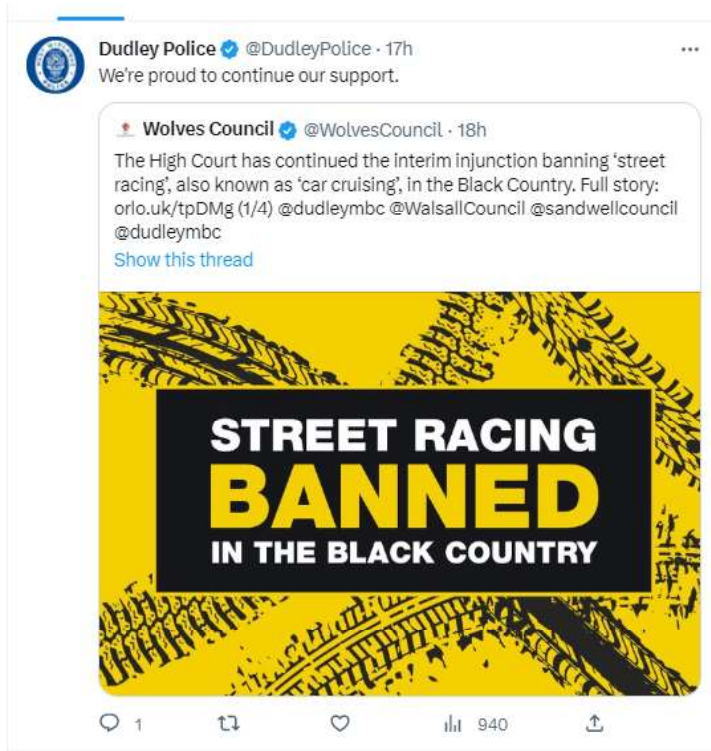 Dudley Police @DudleyPolice · 17h
We're proud to continue our support.
Wolves Council @WolvesCouncil · 18h
The High Court has continued the interim injunction banning ‘street
racing’, also known as ‘car cruising’, in the Black Country. Full story:
orlo.uk/tpDMg (1/4) @dudleymbc @WalsallCouncil @sandwellcouncil
@dudleymbc
Show this thread
STREET RACING
BANNED
IN THE BLACK COUNTRY
1 940